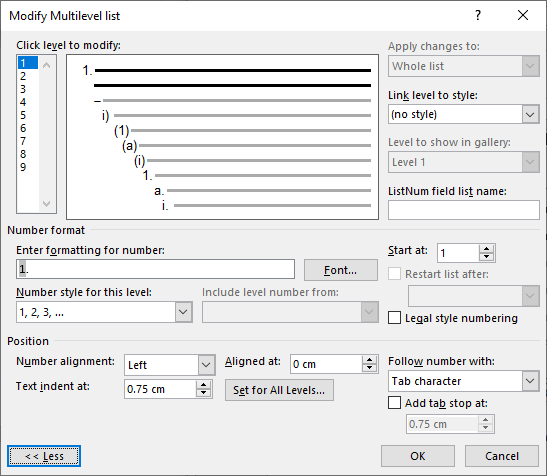 Modify Multilevel list
Click level to modify:
1
2
3
4
5
6
7
8
9
1.
–
i)
(1)
(a)
(i)
1.
a.
i.
Apply changes to:
Whole list
Link level to style:
(no style)
Level to show in gallery:
Level 1
ListNum field list name:
Number format
Enter formatting for number:
1.
Font...
Number style for this level:
1, 2, 3, ...
Include level number from:
Start at:
1
Restart list after:
Legal style numbering
Position
Number alignment:
Left
Aligned at:
0 cm
Text indent at:
0.75 cm
Set for All Levels...
Follow number with:
Tab character
Add tab stop at:
0.75 cm
<< Less
OK
Cancel